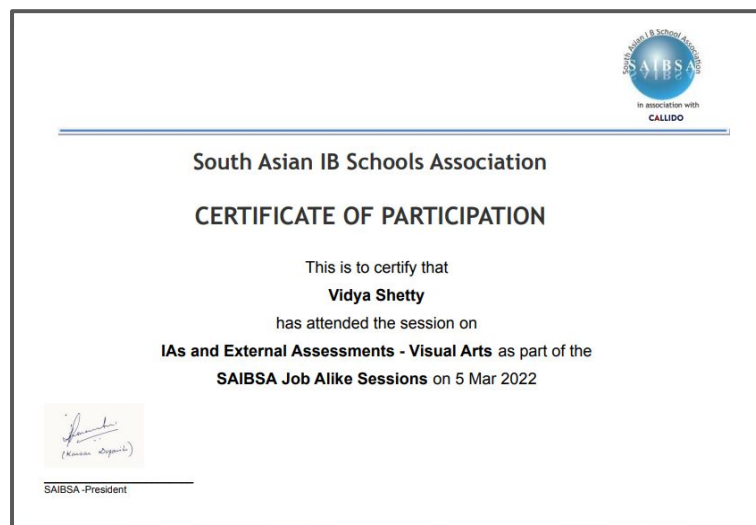 South Asian I B School Association
SAIBSA
in association with
CALLIDO
South Asian IB Schools Association
CERTIFICATE OF PARTICIPATION
This is to certify that
Vidya Shetty
has attended the session on
IAs and External Assessments - Visual Arts as part of the
SAIBSA Job Alike Sessions on 5 Mar 2022
SAIBSA -President